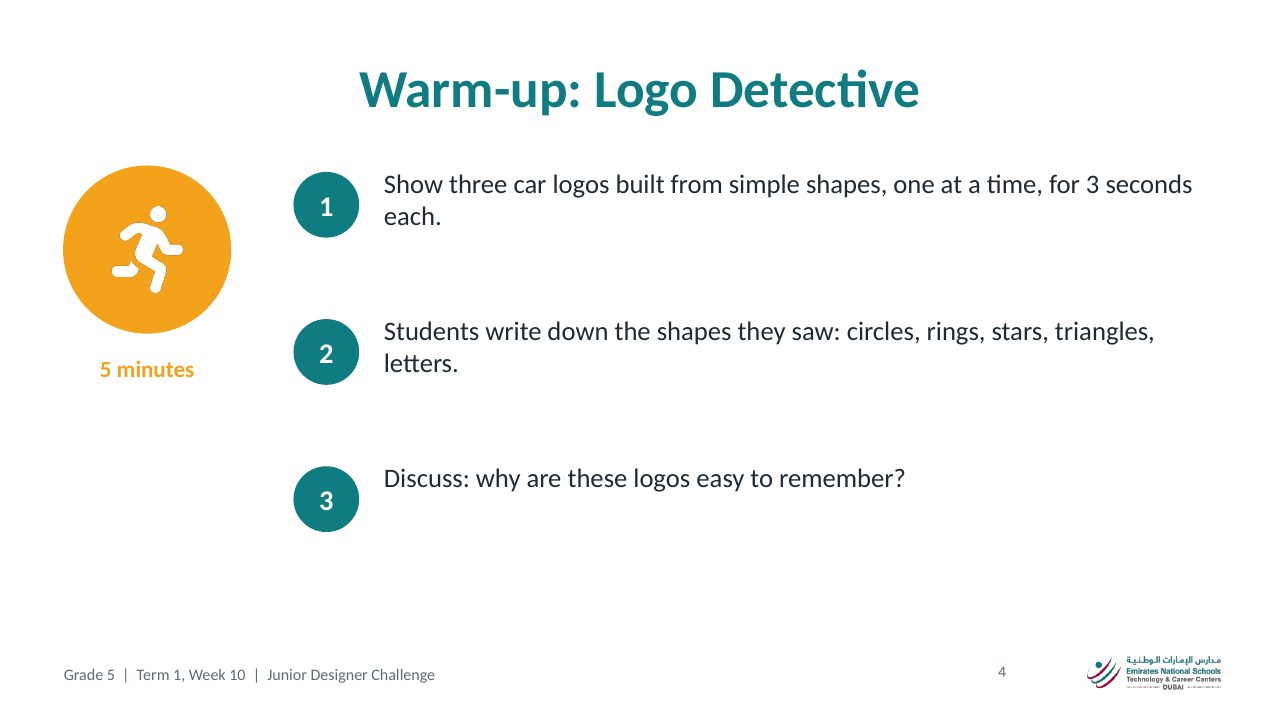 Warm-up: Logo Detective
1
Show three car logos built from simple shapes, one at a time, for 3 seconds
each.
2
Students write down the shapes they saw: circles, rings, stars, triangles,
letters.
5 minutes
3
Discuss: why are these logos easy to remember?
Grade 5 | Term 1, Week 10 | Junior Designer Challenge
4
مدارس الإمارات الوطنية
Emirates National Schools
Technology & Career Centers
DUBAI